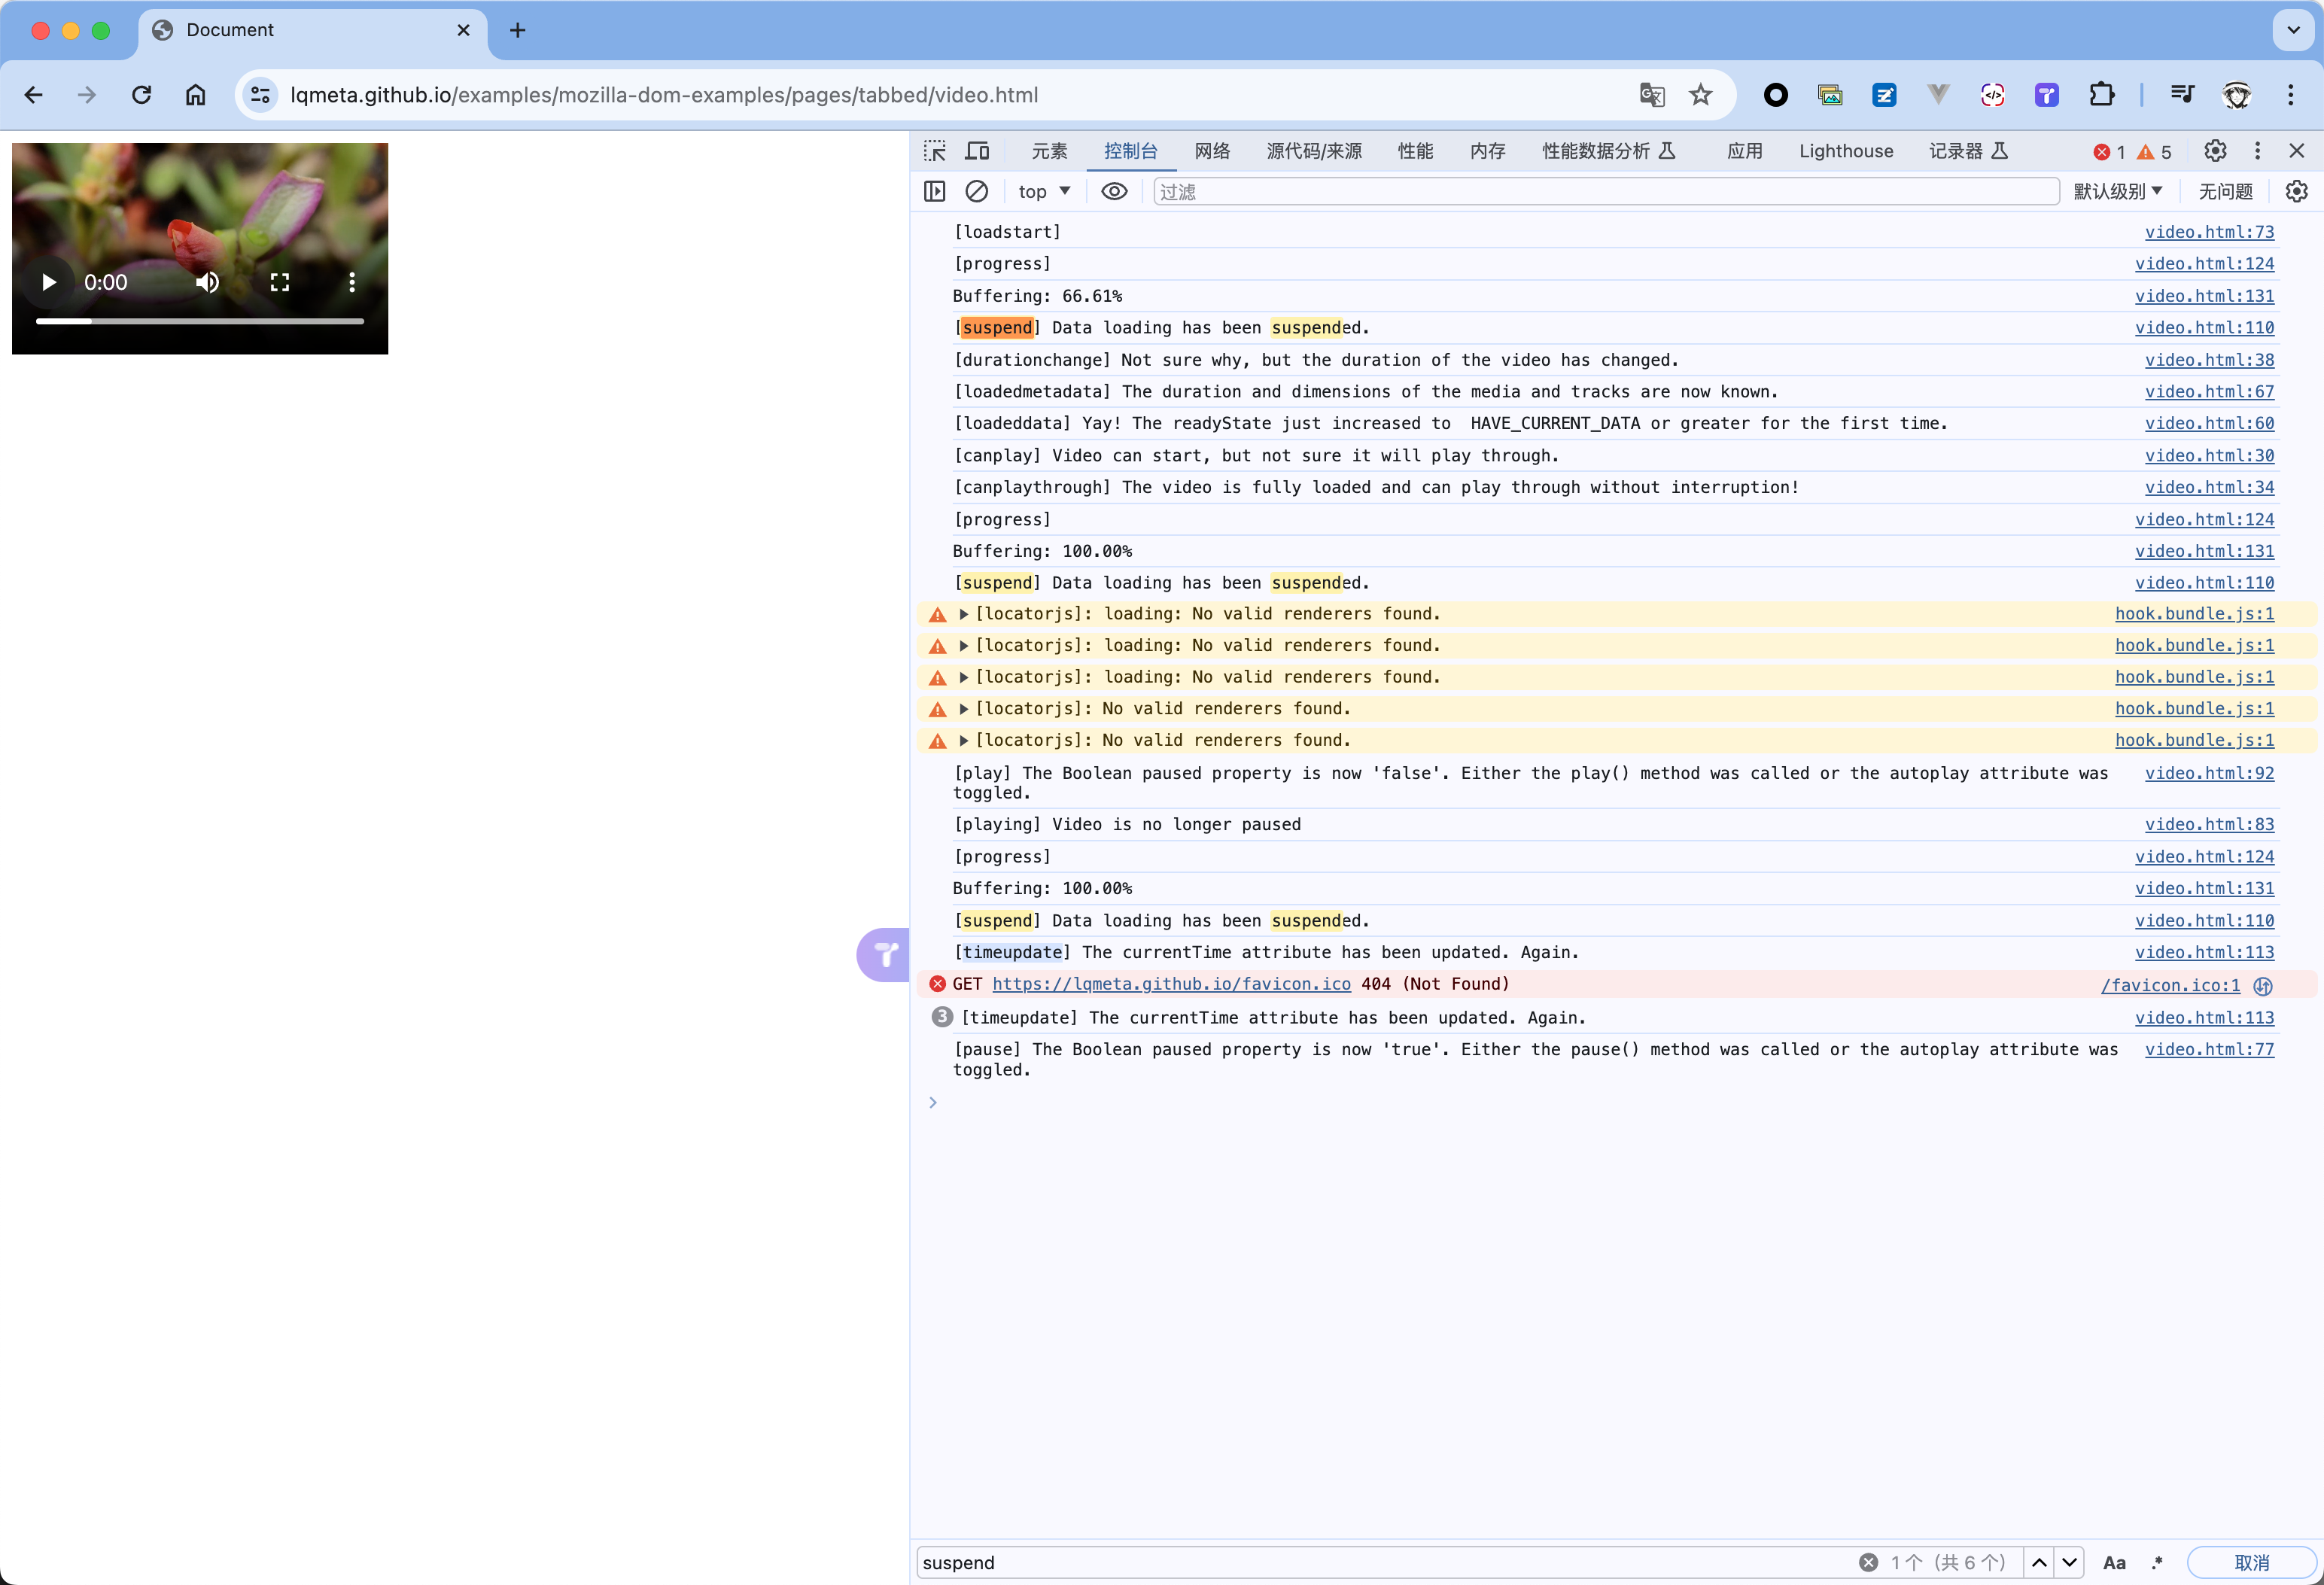 Document
lqmeta.github.io/examples/mozilla-dom-examples/pages/tabbed/video.html
0:00
元素 控制台 网络 源代码/来源 性能 内存 性能数据分析 应用 Lighthouse 记录器 1 5
top 过滤 默认级别 无问题
[loadstart] video.html:73
[progress] video.html:124
Buffering: 66.61% video.html:131
[suspend] Data loading has been suspended. video.html:110
[durationchange] Not sure why, but the duration of the video has changed. video.html:38
[loadedmetadata] The duration and dimensions of the media and tracks are now known. video.html:67
[loadeddata] Yay! The readyState just increased to  HAVE_CURRENT_DATA or greater for the first time. video.html:60
[canplay] Video can start, but not sure it will play through. video.html:30
[canplaythrough] The video is fully loaded and can play through without interruption! video.html:34
[progress] video.html:124
Buffering: 100.00% video.html:131
[suspend] Data loading has been suspended. video.html:110
[locatorjs]: loading: No valid renderers found. hook.bundle.js:1
[locatorjs]: loading: No valid renderers found. hook.bundle.js:1
[locatorjs]: loading: No valid renderers found. hook.bundle.js:1
[locatorjs]: No valid renderers found. hook.bundle.js:1
[locatorjs]: No valid renderers found. hook.bundle.js:1
[play] The Boolean paused property is now 'false'. Either the play() method was called or the autoplay attribute was video.html:92
toggled.
[playing] Video is no longer paused video.html:83
[progress] video.html:124
Buffering: 100.00% video.html:131
[suspend] Data loading has been suspended. video.html:110
[timeupdate] The currentTime attribute has been updated. Again. video.html:113
GET https://lqmeta.github.io/favicon.ico 404 (Not Found) /favicon.ico:1
3 [timeupdate] The currentTime attribute has been updated. Again. video.html:113
[pause] The Boolean paused property is now 'true'. Either the pause() method was called or the autoplay attribute was video.html:77
toggled.
suspend 1个（共 6 个） Aa .* 取消